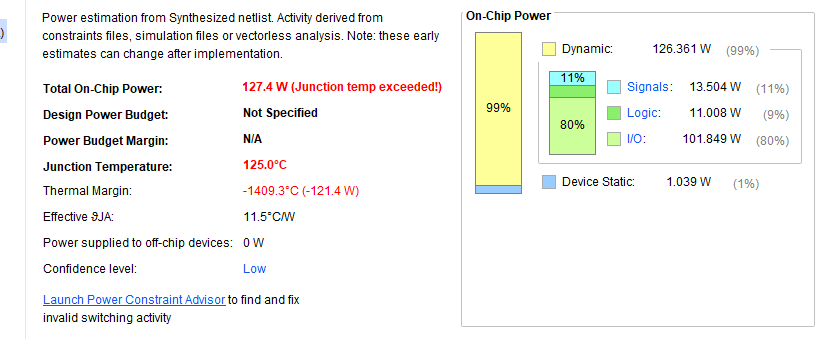 )
Power estimation from Synthesized netlist. Activity derived from
constraints files, simulation files or vectorless analysis. Note: these early
estimates can change after implementation.
Total On-Chip Power: 127.4 W (Junction temp exceeded!)
Design Power Budget: Not Specified
Power Budget Margin: N/A
Junction Temperature: 125.0°C
Thermal Margin: -1409.3°C (-121.4 W)
Effective ϑJA: 11.5°C/W
Power supplied to off-chip devices: 0 W
Confidence level: Low
Launch Power Constraint Advisor to find and fix
invalid switching activity
On-Chip Power
99%
Dynamic: 126.361 W (99%)
11%
80%
Signals: 13.504 W (11%)
Logic: 11.008 W (9%)
I/O: 101.849 W (80%)
Device Static: 1.039 W (1%)